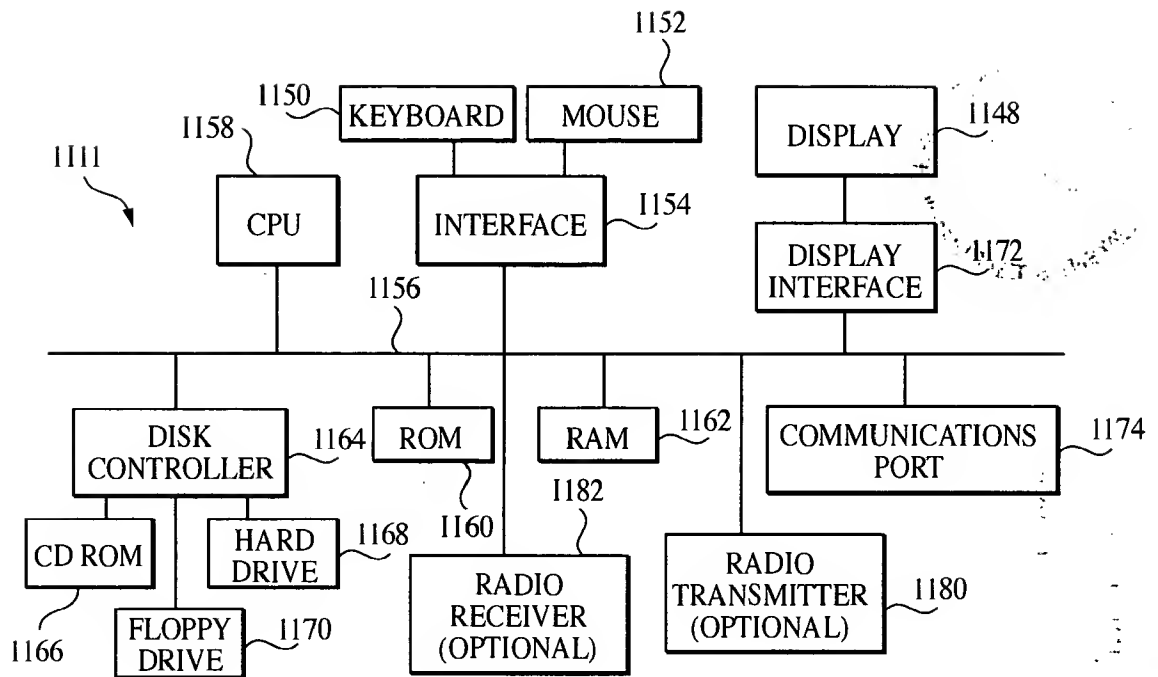 1152
1150
KEYBOARD
MOUSE
DISPLAY
1148
1158
1111
CPU
INTERFACE
1154
DISPLAY
INTERFACE
1172
1156
DISK
CONTROLLER
1164
ROM
1160
RAM
1162
COMMUNICATIONS
PORT
1174
1182
CD ROM
1166
HARD
DRIVE
1168
FLOPPY
DRIVE
1170
RADIO
RECEIVER
(OPTIONAL)
RADIO
TRANSMITTER
(OPTIONAL)
1180